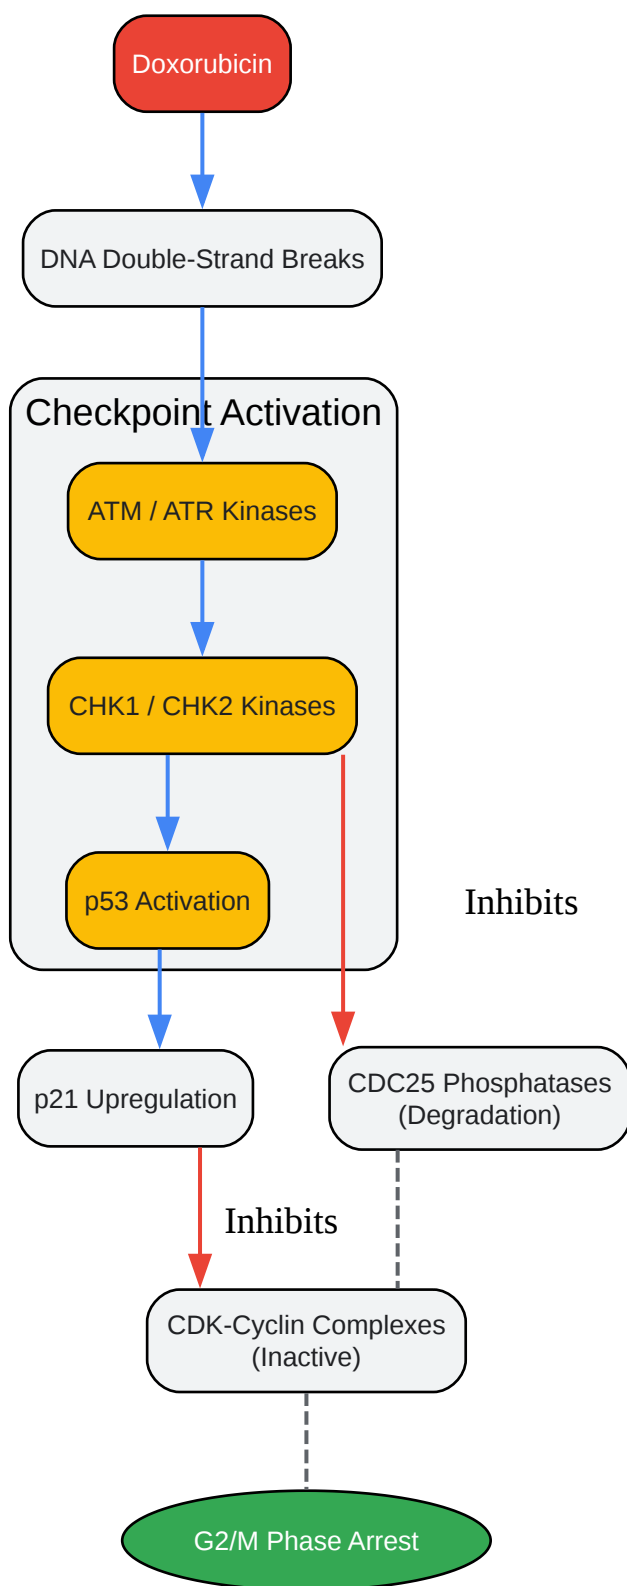 Doxorubicin
DNA Double-Strand Breaks
Checkpoint Activation
ATM / ATR Kinases
CHK1 / CHK2 Kinases
p53 Activation
Inhibits
p21 Upregulation
CDC25 Phosphatases
(Degradation)
Inhibits
CDK-Cyclin Complexes
(Inactive)
G2/M Phase Arrest